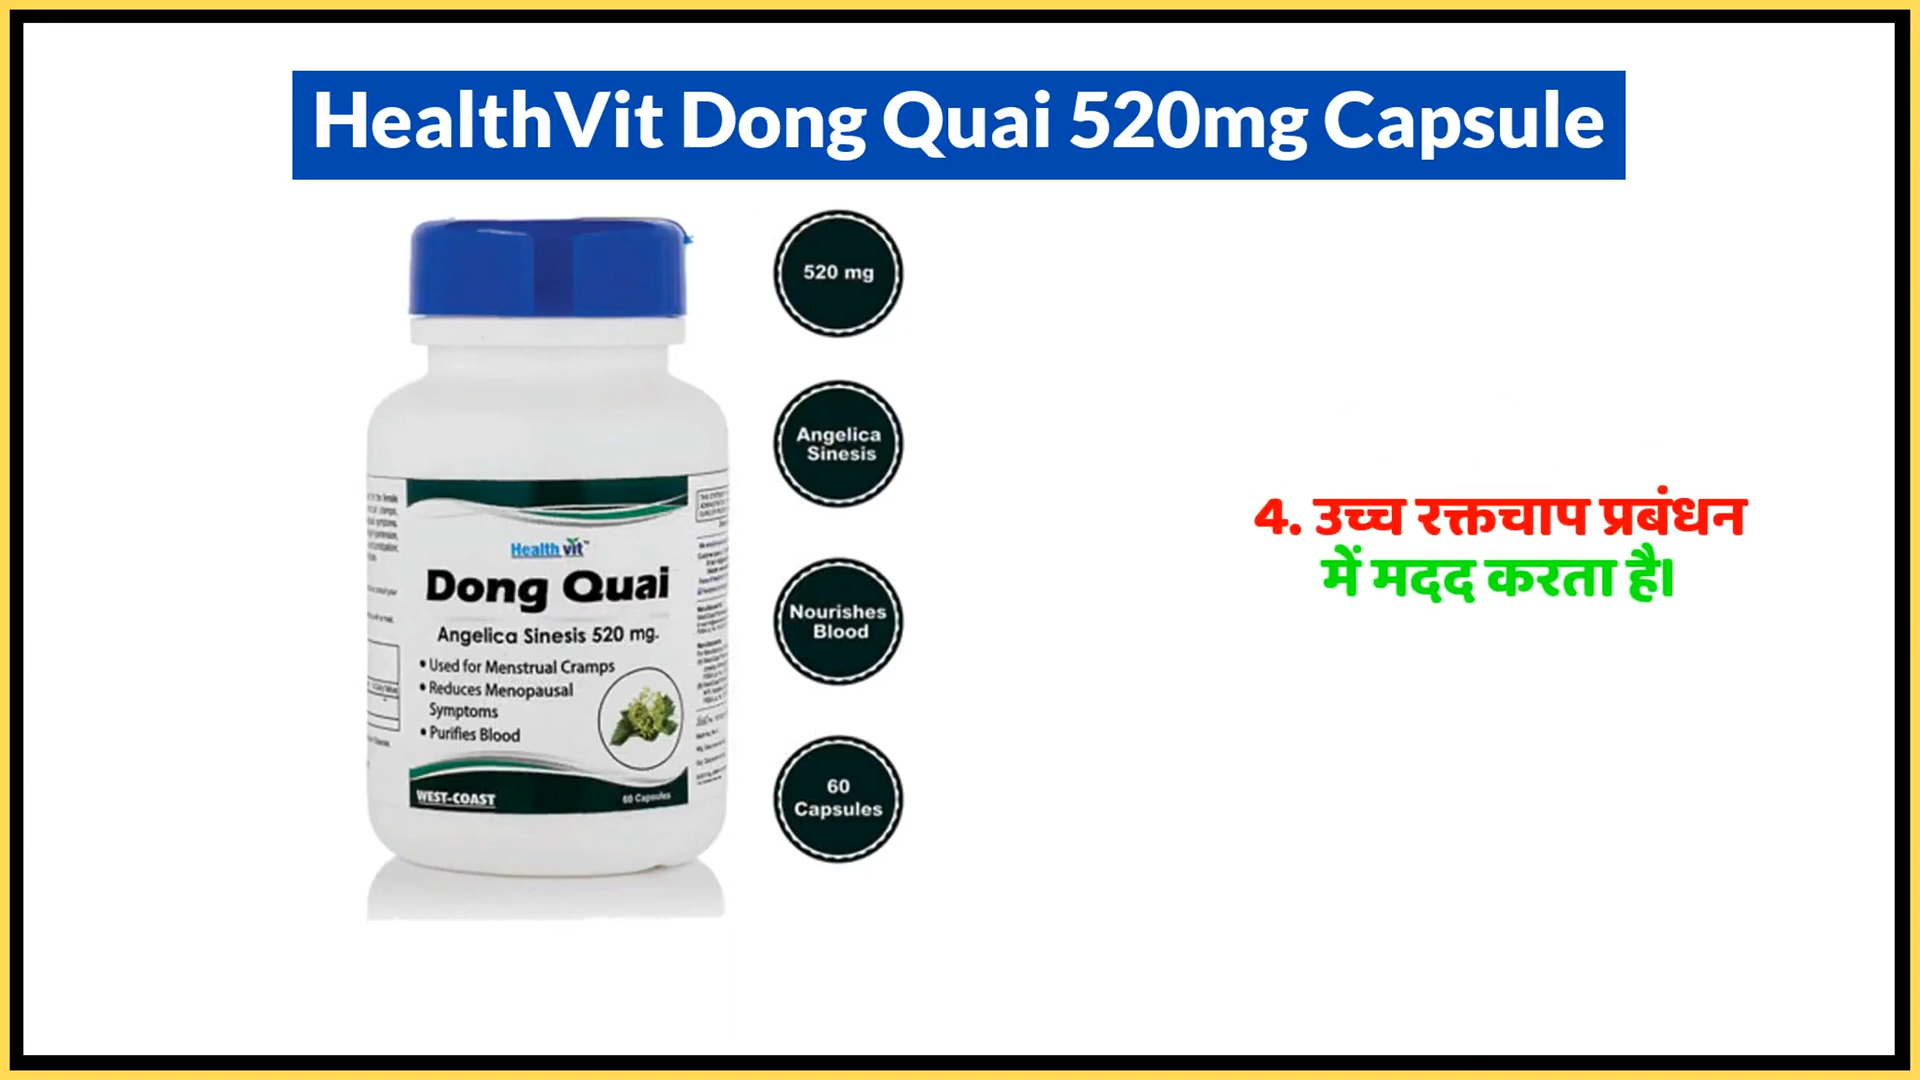 HealthVit Dong Quai 520mg Capsule
520 mg
Angelica
Sinesis
Nourishes
Blood
60
Capsules
Health vit™
Dong Quai
Angelica Sinesis 520 mg.
• Used for Menstrual Cramps
• Reduces Menopausal
Symptoms
• Purifies Blood
WEST-COAST
60 Capsules
4. उच्च रक्तचाप प्रबंधन
में मदद करता है।